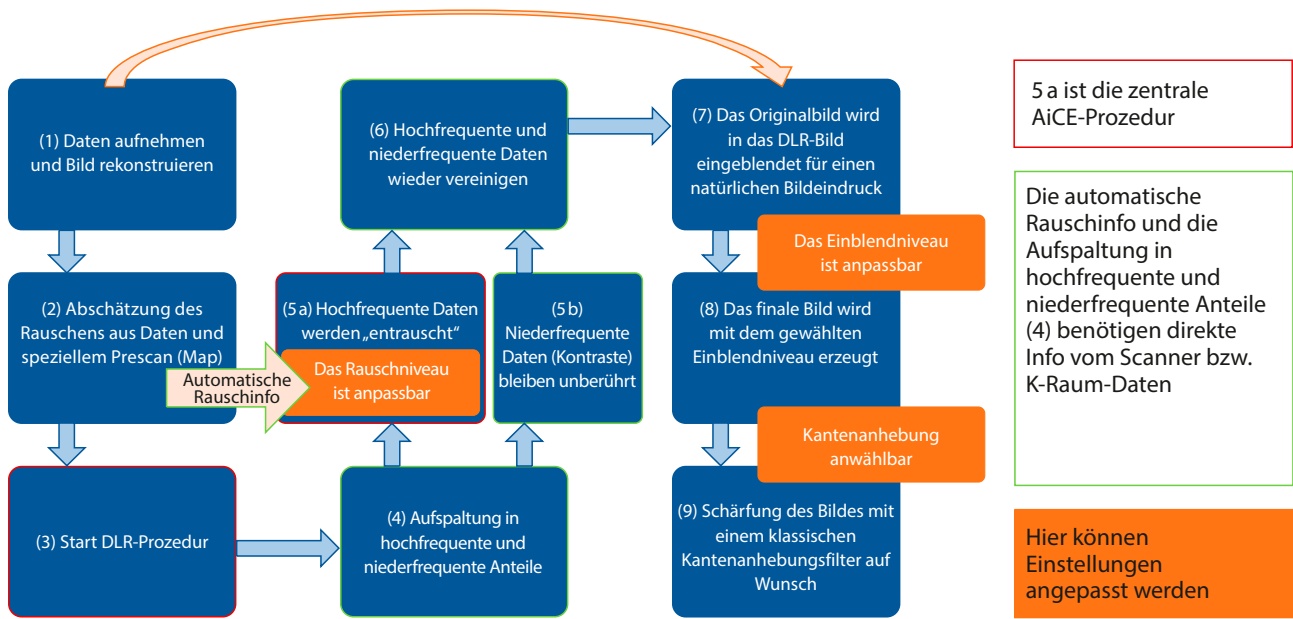 (1) Daten aufnehmen
und Bild rekonstruieren
(2) Abschätzung des
Rauschens aus Daten und
speziellem Prescan (Map)
Automatische
Rauschinfo
(3) Start DLR-Prozedur
(4) Aufspaltung in
hochfrequente und
niederfrequente Anteile
(5 a) Hochfrequente Daten
werden „entrauscht“
Das Rauschniveau
ist anpassbar
(5 b)
Niederfrequente
Daten (Kontraste)
bleiben unberührt
(6) Hochfrequente und
niederfrequente Daten
wieder vereinigen
(7) Das Originalbild wird
in das DLR-Bild
eingeblendet für einen
natürlichen Bildeindruck
Das Einblendniveau
ist anpassbar
(8) Das finale Bild wird
mit dem gewählten
Einblendniveau erzeugt
Kantenanhebung
anwählbar
(9) Schärfung des Bildes mit
einem klassischen
Kantenanhebungsfilter auf
Wunsch
5 a ist die zentrale
AiCE-Prozedur
Die automatische
Rauschinfo und die
Aufspaltung in
hochfrequente und
niederfrequente Anteile
(4) benötigen direkte
Info vom Scanner bzw.
K-Raum-Daten
Hier können
Einstellungen
angepasst werden